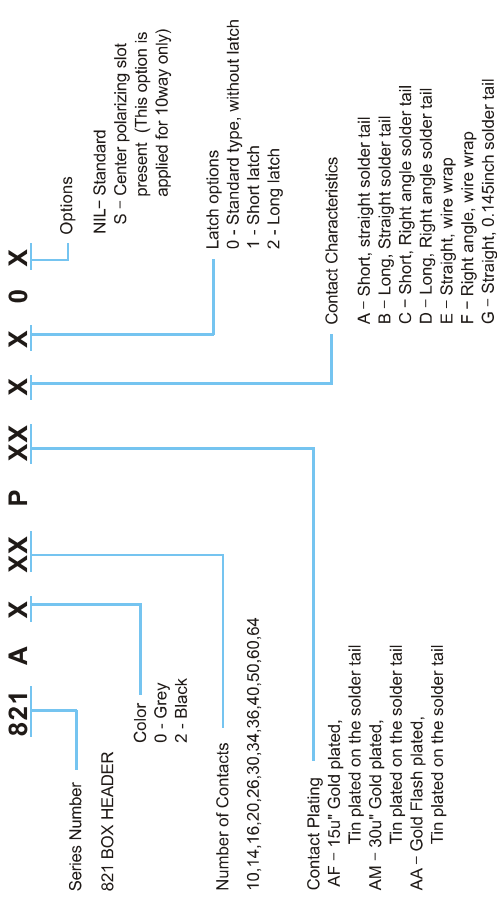 821 A X XX P XX X X 0 X
Series Number
821 BOX HEADER
Color
0 - Grey
2 - Black
Number of Contacts
10,14,16,20,26,30,34,36,40,50,60,64
Contact Plating
AF – 15u" Gold plated,
Tin plated on the solder tail
AM – 30u" Gold plated,
Tin plated on the solder tail
AA – Gold Flash plated,
Tin plated on the solder tail
Contact Characteristics
A – Short, straight solder tail
B – Long, Straight solder tail
C – Short, Right angle solder tail
D – Long, Right angle solder tail
E – Straight, wire wrap
F – Right angle, wire wrap
G – Straight, 0.145inch solder tail
Latch options
0 - Standard type, without latch
1 - Short latch
2 - Long latch
Options
NIL– Standard
S – Center polarizing slot
present (This option is
applied for 10way only)